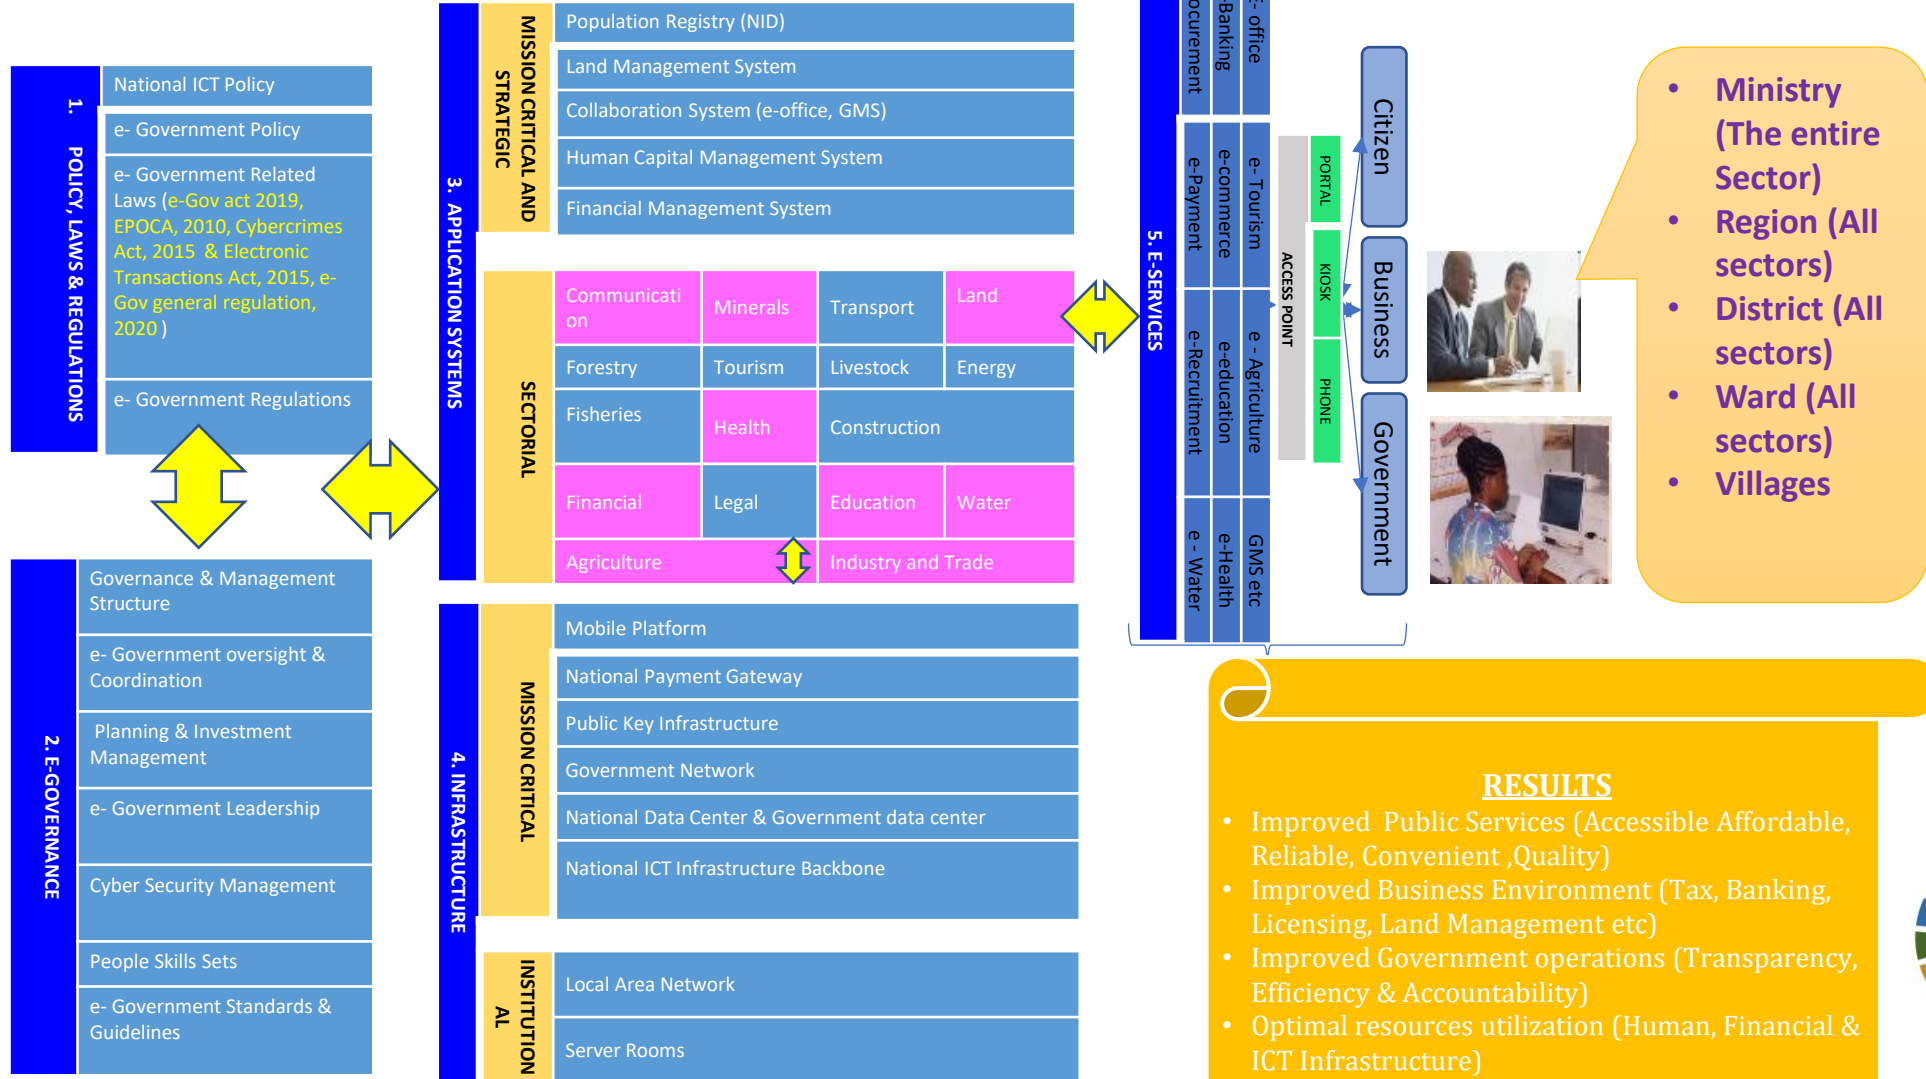 1. POLICY, LAWS & REGULATIONS
National ICT Policy
e- Government Policy
e- Government Related
Laws (e-Gov act 2019,
EPOCA, 2010, Cybercrimes
Act, 2015 & Electronic
Transactions Act, 2015, e-
Gov general regulation,
2020 )
e- Government Regulations
2. E-GOVERNANCE
Governance & Management
Structure
e- Government oversight &
Coordination
Planning & Investment
Management
e- Government Leadership
Cyber Security Management
People Skills Sets
e- Government Standards &
Guidelines
3. APPLICATION SYSTEMS
MISSION CRITICAL AND
STRATEGIC
Population Registry (NID)
Land Management System
Collaboration System (e-office, GMS)
Human Capital Management System
Financial Management System
SECTORIAL
Communicati
on
Minerals
Transport
Land
Forestry
Tourism
Livestock
Energy
Fisheries
Health
Construction
Financial
Legal
Education
Water
Agriculture
Industry and Trade
4. INFRASTRUCTURE
MISSION CRITICAL
Mobile Platform
National Payment Gateway
Public Key Infrastructure
Government Network
National Data Center & Government data center
National ICT Infrastructure Backbone
INSTITUTION
AL
Local Area Network
Server Rooms
5. E-SERVICES
E- office
-Banking
ocurement
e- Tourism
e-commerce
e-Payment
e - Agriculture
e-education
e-Recruitment
GMS etc
e-Health
e - Water
ACCESS POINT
PORTAL
KIOSK
PHONE
Citizen
Business
Government
• Ministry
(The entire
Sector)
• Region (All
sectors)
• District (All
sectors)
• Ward (All
sectors)
• Villages
RESULTS
• Improved Public Services (Accessible Affordable,
Reliable, Convenient ,Quality)
• Improved Business Environment (Tax, Banking,
Licensing, Land Management etc)
• Improved Government operations (Transparency,
Efficiency & Accountability)
• Optimal resources utilization (Human, Financial &
ICT Infrastructure)